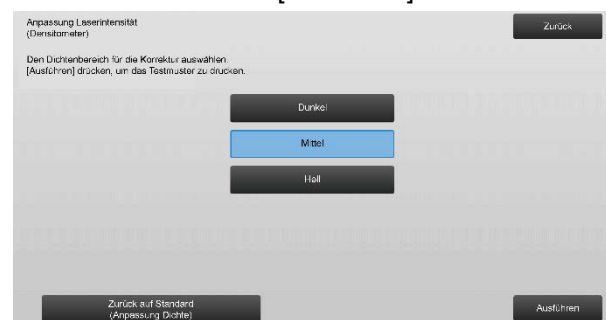 Anpassung Laserintensität
(Densitometer)
Zurück
Den Dichtenbereich für die Korrektur auswählen.
[Ausführen] drücken, um das Testmuster zu drucken.
Dunkel
Mittel
Hell
Zurück auf Standard
(Anpassung Dichte)
Ausführen